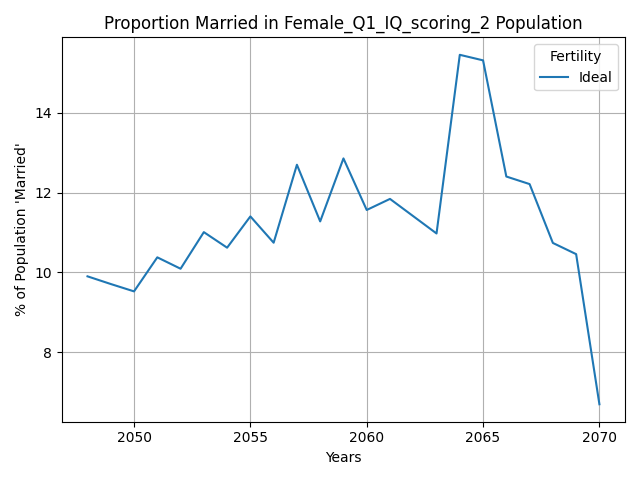 Proportion Married in Female_Q1_IQ_scoring_2 Population
% of Population 'Married'
14
12
10
8
Fertility
Ideal
2050 2055 2060 2065 2070
Years